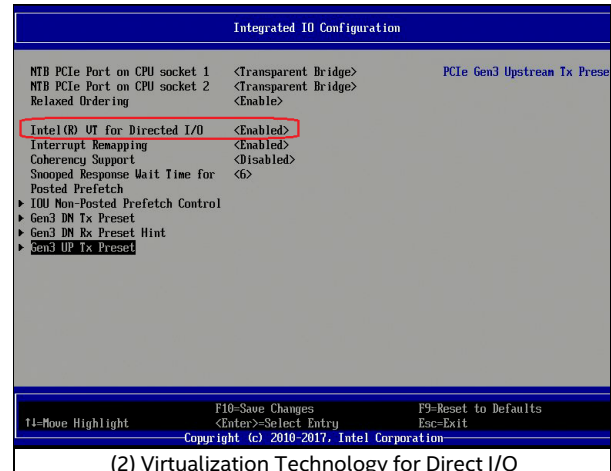 Integrated IO Configuration
NTB PCIe Port on CPU socket 1 <Transparent Bridge> PCIe Gen3 Upstream Tx Prese
NTB PCIe Port on CPU socket 2 <Transparent Bridge>
Relaxed Ordering <Enable>
Intel(R) VT for Directed I/O <Enabled>
Interrupt Remapping <Enabled>
Coherency Support <Disabled>
Snooped Response Wait Time for <6>
Posted Prefetch
▶ IOU Non-Posted Prefetch Control
▶ Gen3 DN Tx Preset
▶ Gen3 DN Rx Preset Hint
▶ Gen3 UP Tx Preset
F10=Save Changes F9=Reset to Defaults
↑↓=Move Highlight <Enter>=Select Entry Esc=Exit
Copyright (c) 2010-2017, Intel Corporation
(2) Virtualization Technology for Direct I/O